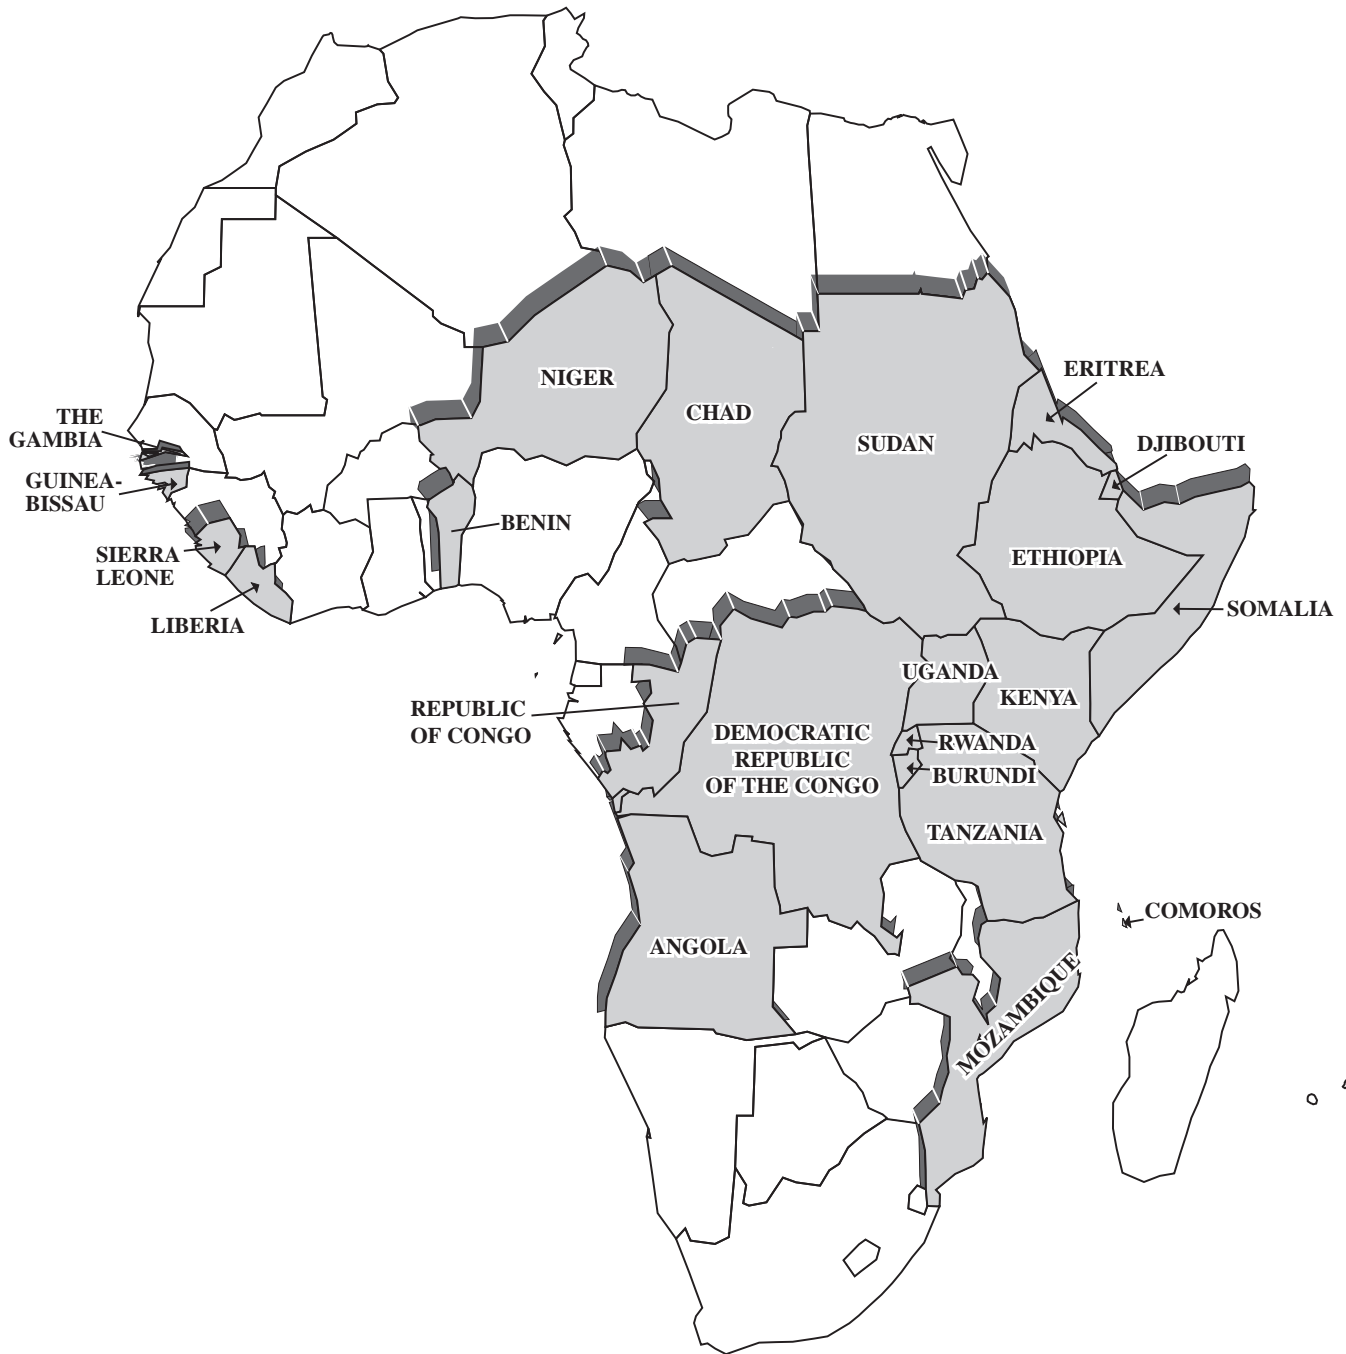 NIGER
ERITREA
THE
GAMBIA
CHAD
SUDAN
DJIBOUTI
GUINEA-
BISSAU
BENIN
SIERRA
LEONE
ETHIOPIA
LIBERIA
SOMALIA
UGANDA
KENYA
REPUBLIC
OF CONGO
DEMOCRATIC
REPUBLIC
OF THE CONGO
RWANDA
BURUNDI
TANZANIA
COMOROS
ANGOLA
MOZAMBIQUE